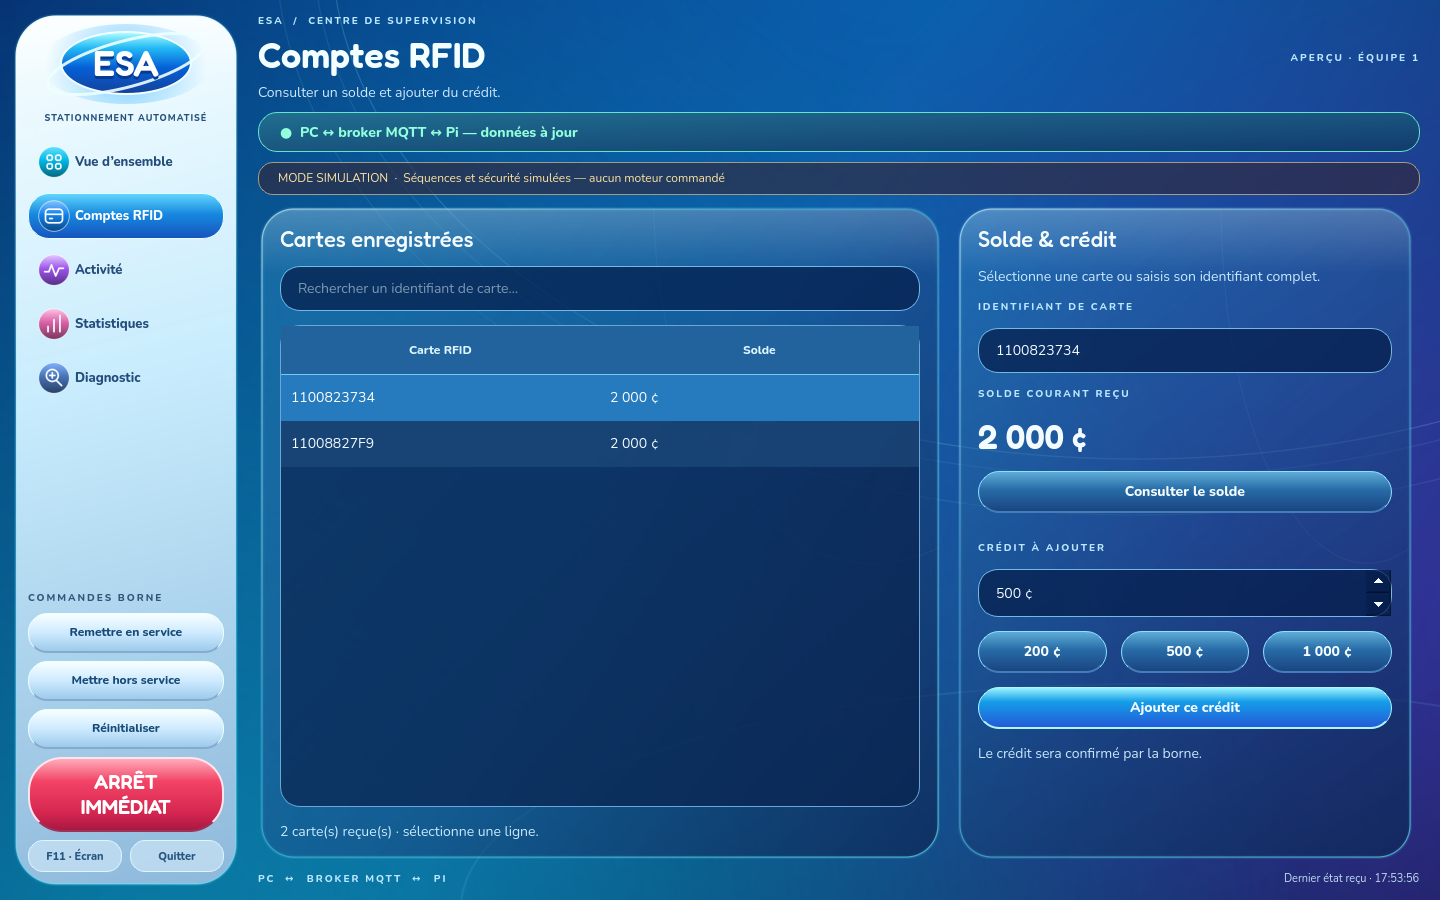 ESA
STATIONNEMENT AUTOMATISÉ
Vue d'ensemble
Comptes RFID
Activité
Statistiques
Diagnostic
COMMANDES BORNE
Remettre en service
Mettre hors service
Réinitialiser
ARRÊT
IMMÉDIAT
F11 · Écran
Quitter
ESA / CENTRE DE SUPERVISION
Comptes RFID
Consulter un solde et ajouter du crédit.
APERÇU · ÉQUIPE 1
PC ↔ broker MQTT ↔ Pi — données à jour
MODE SIMULATION · Séquences et sécurité simulées — aucun moteur commandé
Cartes enregistrées
Rechercher un identifiant de carte...
Carte RFID Solde
1100823734 2 000 ¢
11008827F9 2 000 ¢
2 carte(s) reçue(s) · sélectionne une ligne.
Solde & crédit
Sélectionne une carte ou saisis son identifiant complet.
IDENTIFIANT DE CARTE
1100823734
SOLDE COURANT REÇU
2 000 ¢
Consulter le solde
CRÉDIT À AJOUTER
500 ¢
200 ¢ 500 ¢ 1 000 ¢
Ajouter ce crédit
Le crédit sera confirmé par la borne.
PC ↔ BROKER MQTT ↔ PI
Dernier état reçu · 17:53:56